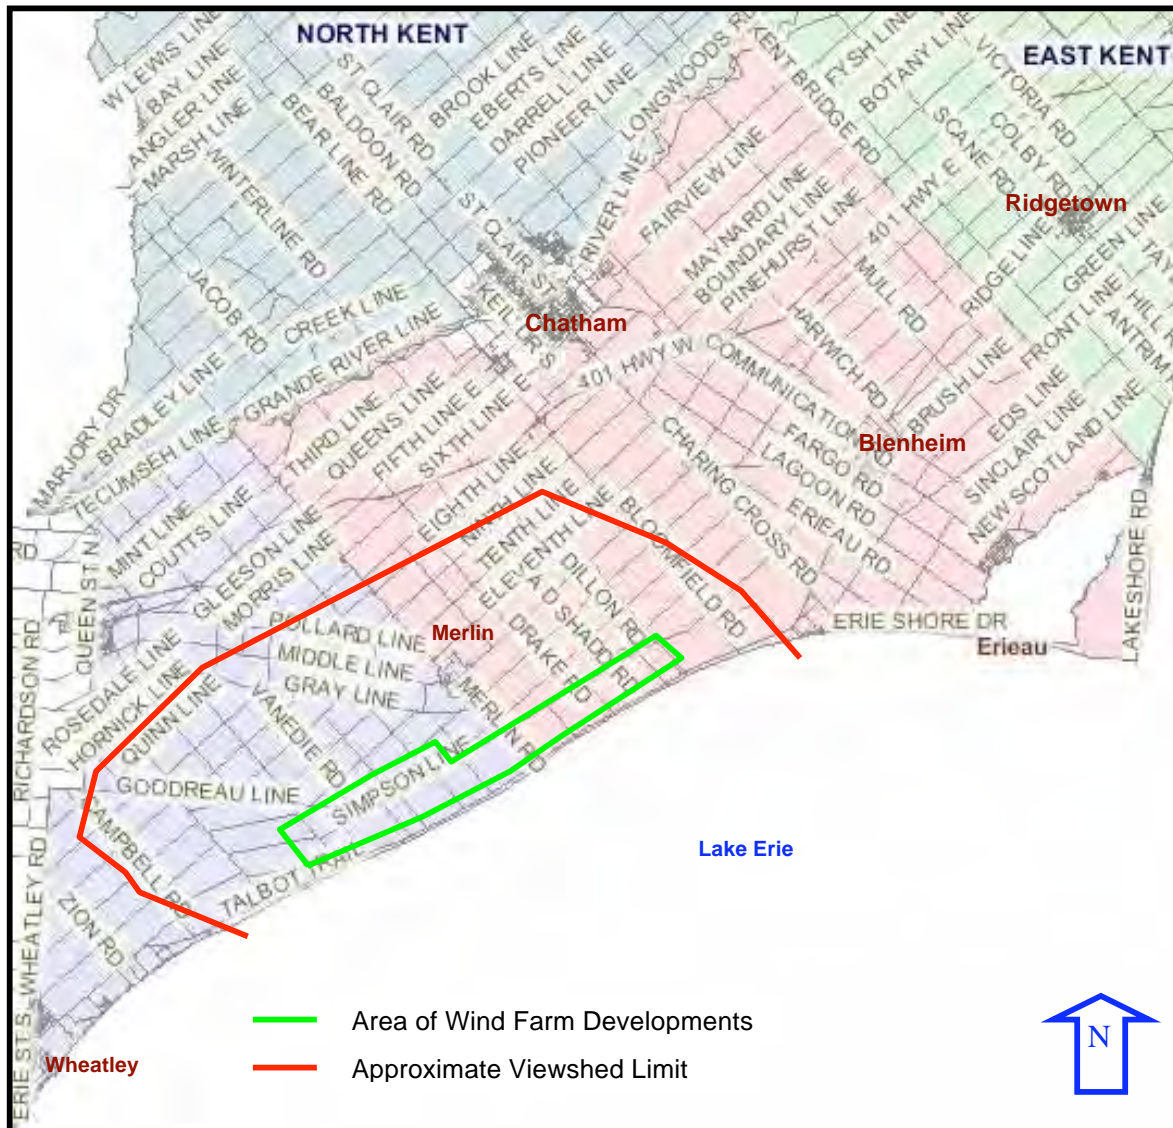 NORTH KENT
EAST KENT
W LEWIS LINE
BAY LINE
ANGLER LINE
MARSH LINE
WINTERLINE RD
BEAR LINE RD
BALDOON RD
ST CLAIR RD
BROOK LINE
EBERTS LINE
DARRELL LINE
PIONEER LINE
LONGWOODS RD
KENT BRIDGE RD
FYSH LINE
BOTANY LINE
VICTORIA RD
COLBY RD
SCANE RD
Ridgetown
401 HWY E
FAIRVIEW LINE
MAYNARD LINE
BOUNDARY LINE
PINEHURST LINE
MULL RD
HARWICH RD
RIDGE LINE
GREEN LINE
FRONT LINE
HILL
ANTRIM
RIVER LINE
ST CLAIR ST
KEIL
Chatham
JACOB RD
CREEK LINE
GRANDE RIVER LINE
BRADLEY LINE
MARJORY DR
TECUMSEH LINE
THIRD LINE
QUEENS LINE
FIFTH LINE E
SIXTH LINE E
401 HWY W
COMMUNICATION RD
BRUSH LINE
EDS LINE
SINCLAIR LINE
NEW SCOTLAND LINE
Blenheim
FARGO RD
LAGOON RD
ERIEAU RD
CHARING CROSS RD
BLOOMFIELD RD
EIGHTH LINE
NINTH LINE
TENTH LINE
ELEVENTH LINE
DILLON RD
A D SHADD RD
DRAKE RD
MERLIN RD
Merlin
MINT LINE
COUTTS LINE
GLEESON LINE
MORRIS LINE
QUEEN ST N
RD
RICHARDSON RD
POLLARD LINE
MIDDLE LINE
GRAY LINE
ROSEDALE LINE
HORNICK LINE
QUINN LINE
VANEDIE RD
GOODREAU LINE
SIMPSON LINE
CAMPBELL RD
ZION RD
TALBOT TRAIL
ERIE SHORE DR
Erieau
LAKESHORE RD
Lake Erie
ERIE ST S
WHEATLEY RD
Wheatley
Area of Wind Farm Developments
Approximate Viewshed Limit
N